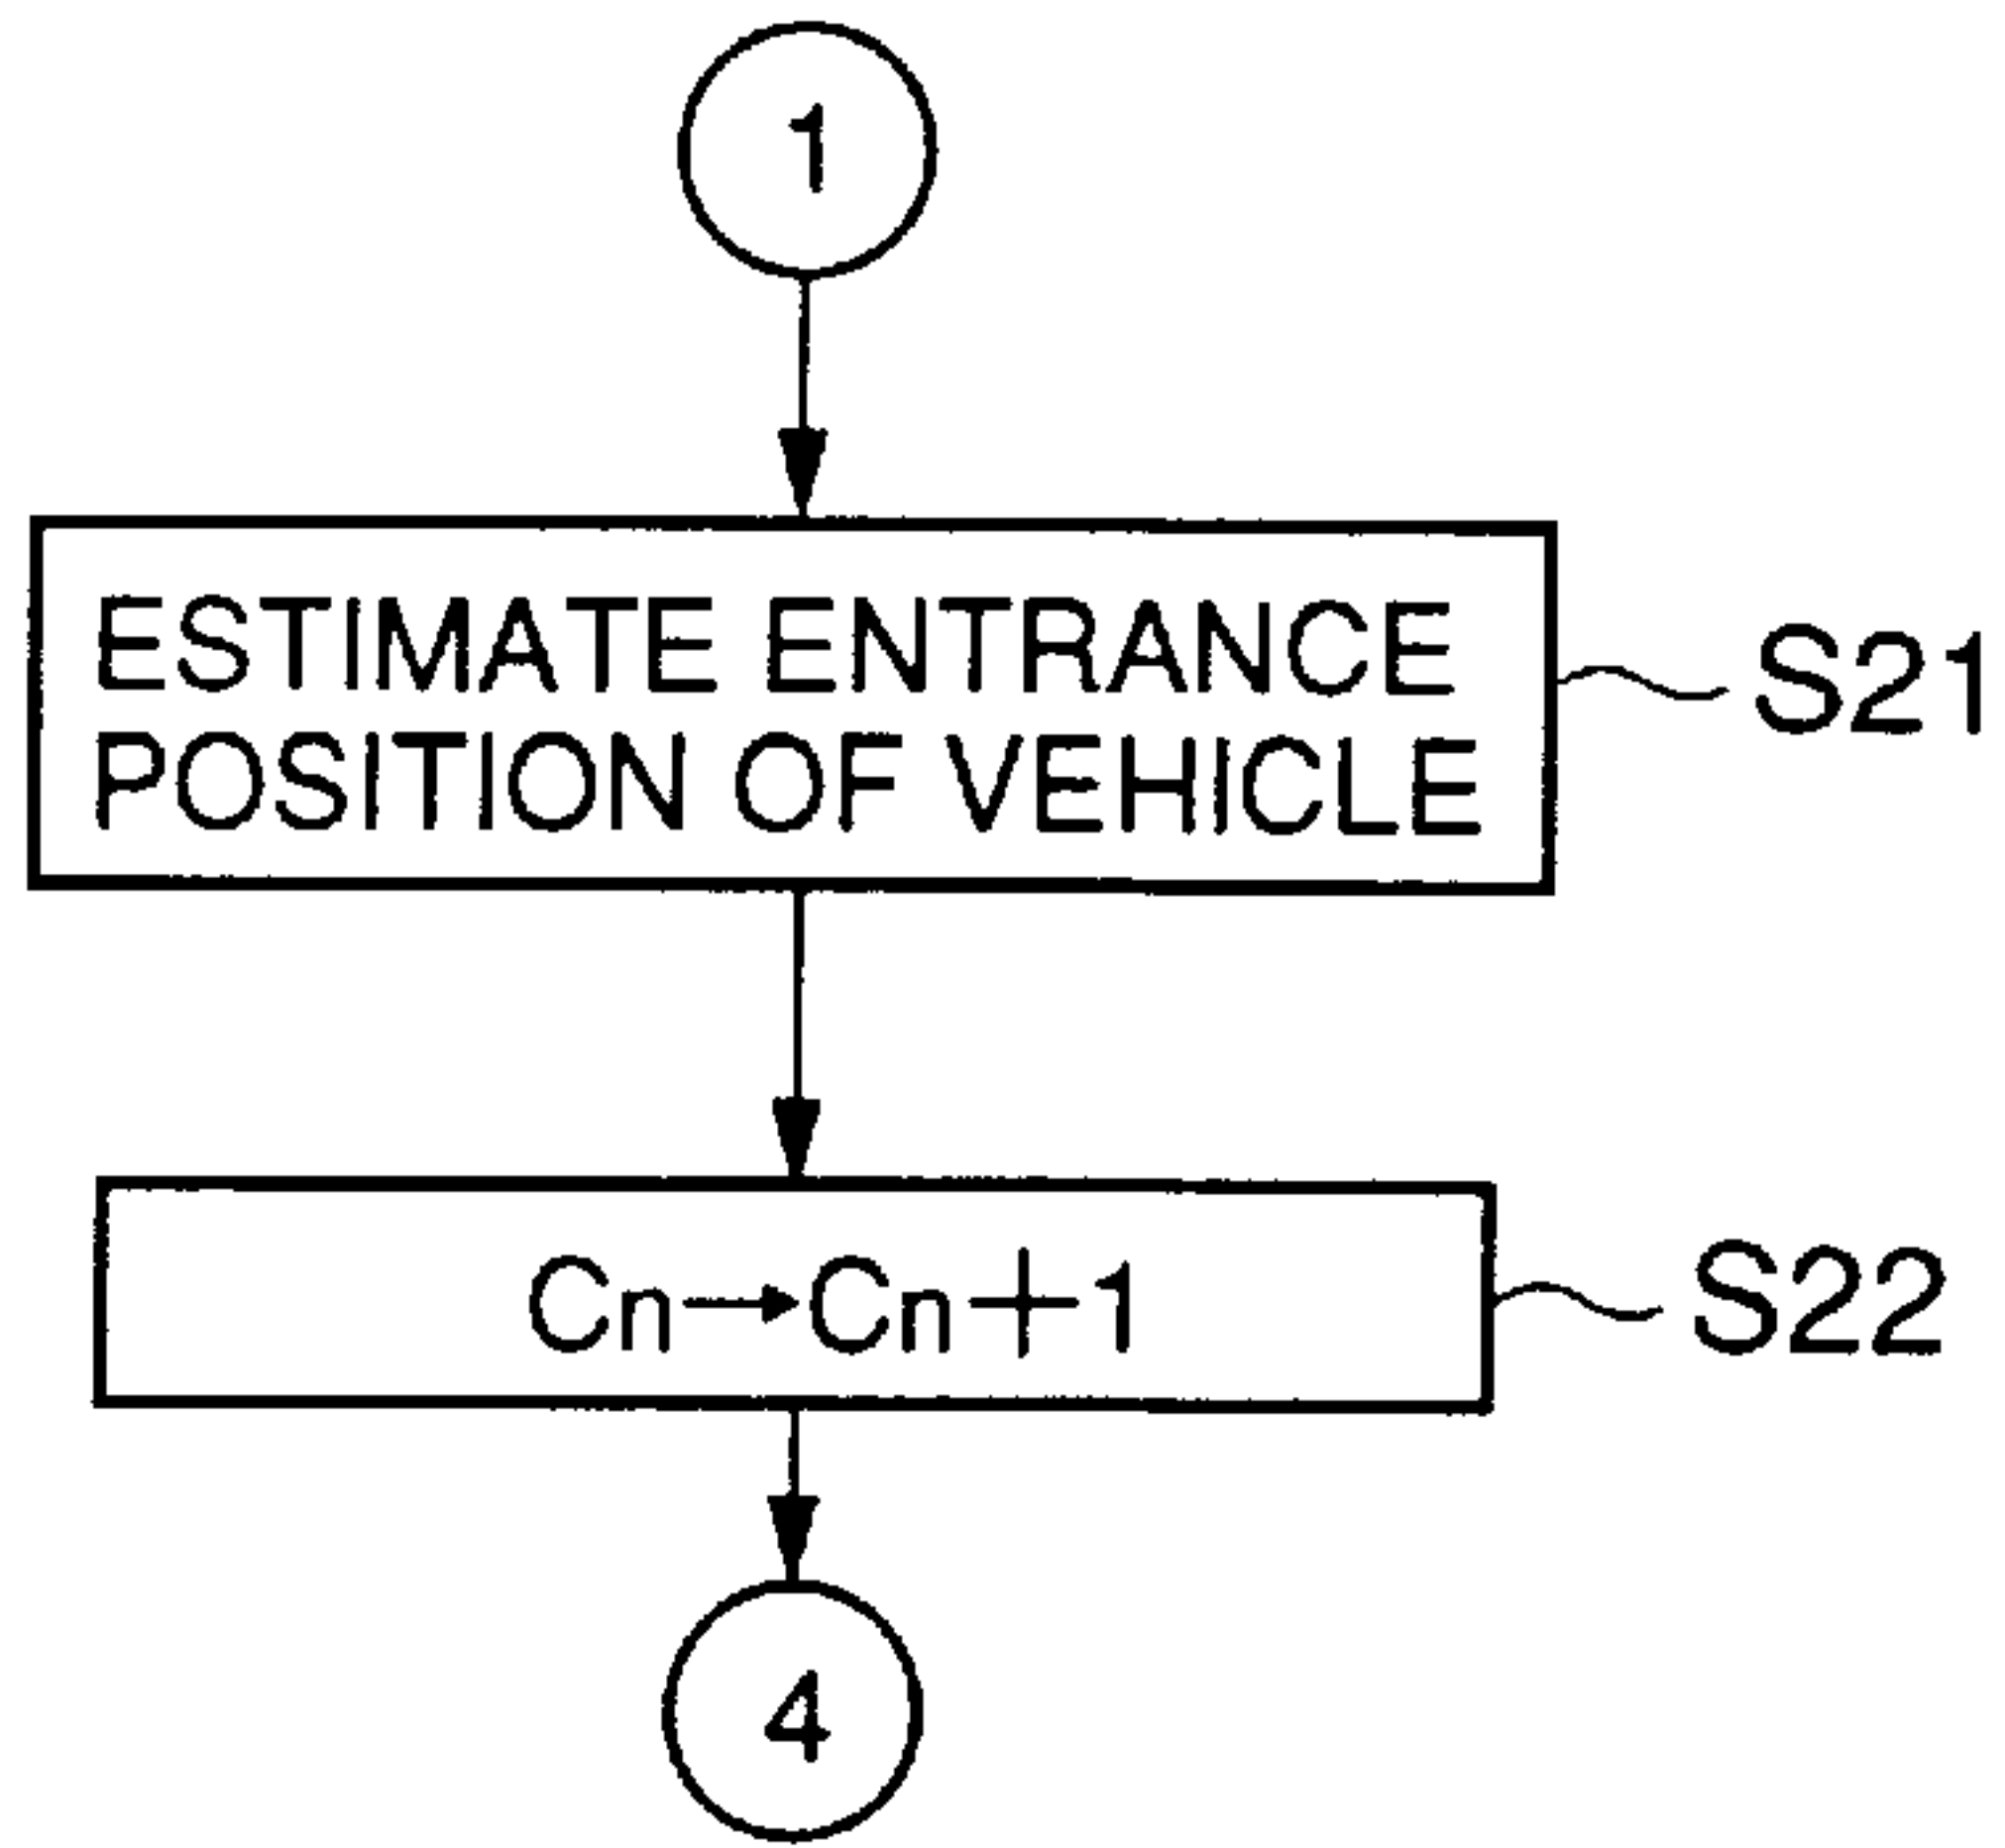 1
ESTIMATE ENTRANCE
POSITION OF VEHICLE
S21
Cn→Cn+1
S22
4